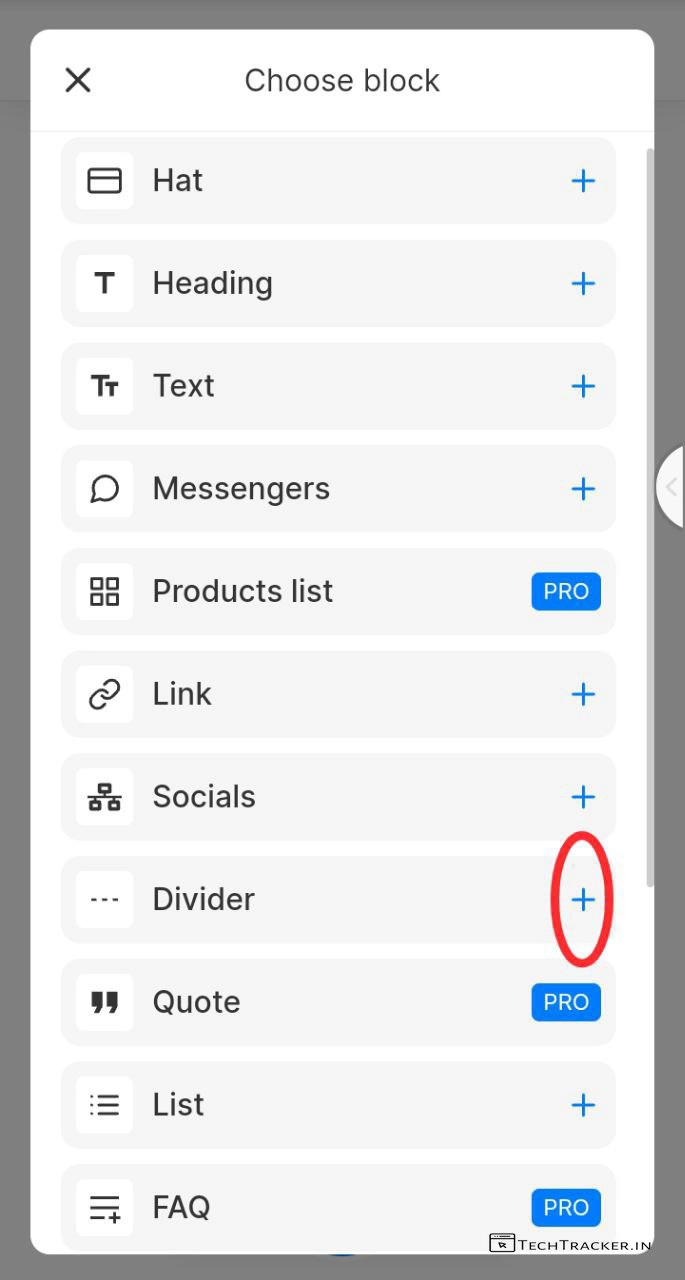 Choose block
Hat
Heading
Text
Messengers
Products list PRO
Link
Socials
Divider
Quote PRO
List
FAQ PRO
TECHTRACKER.IN